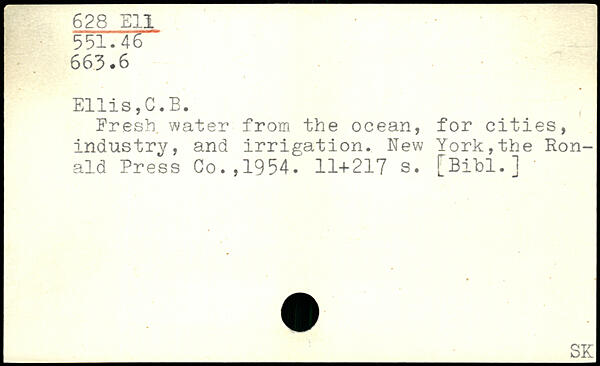 628 Ell
551.46
663.6
Ellis,C.B.
Fresh water from the ocean, for cities,
industry, and irrigation. New York,the Ron-
ald Press Co.,1954. 11+217 s. [Bibl.]
SK